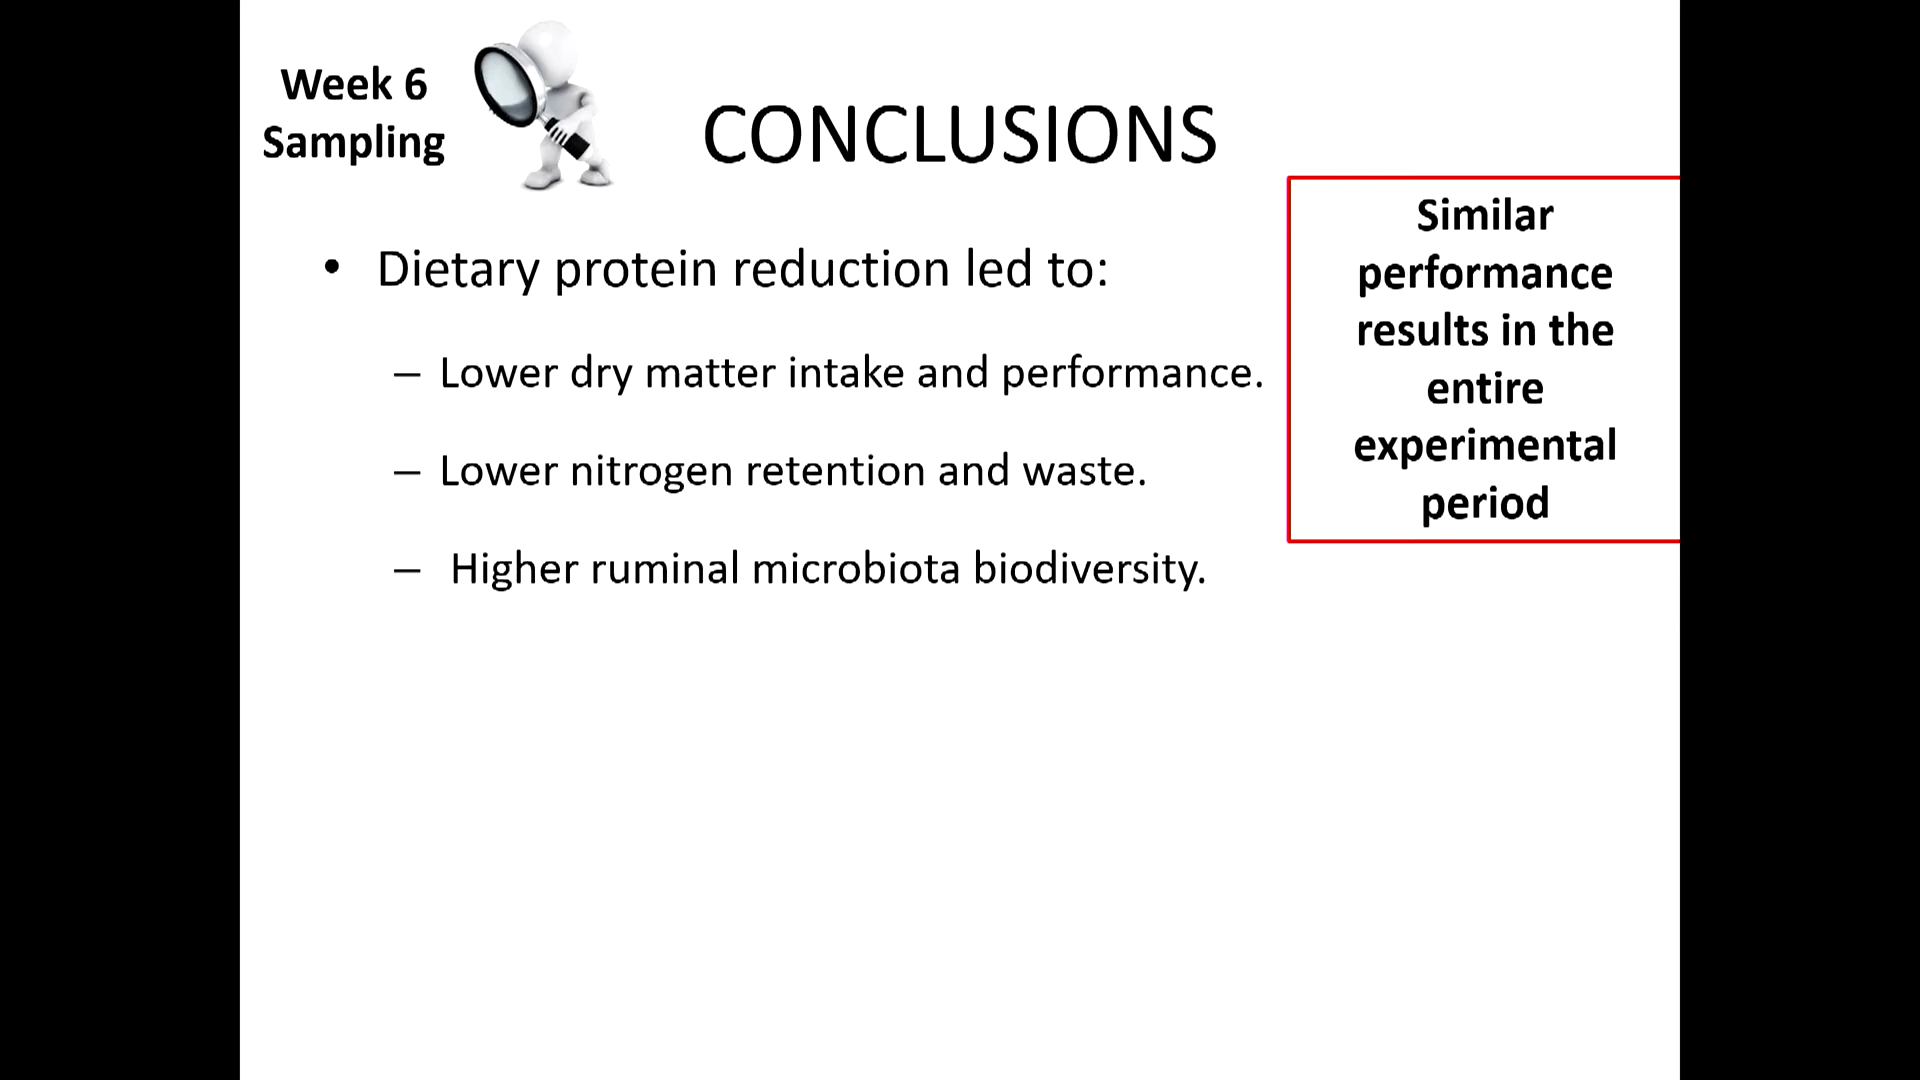 Week 6
Sampling
CONCLUSIONS
• Dietary protein reduction led to:
– Lower dry matter intake and performance.
– Lower nitrogen retention and waste.
– Higher ruminal microbiota biodiversity.
Similar
performance
results in the
entire
experimental
period